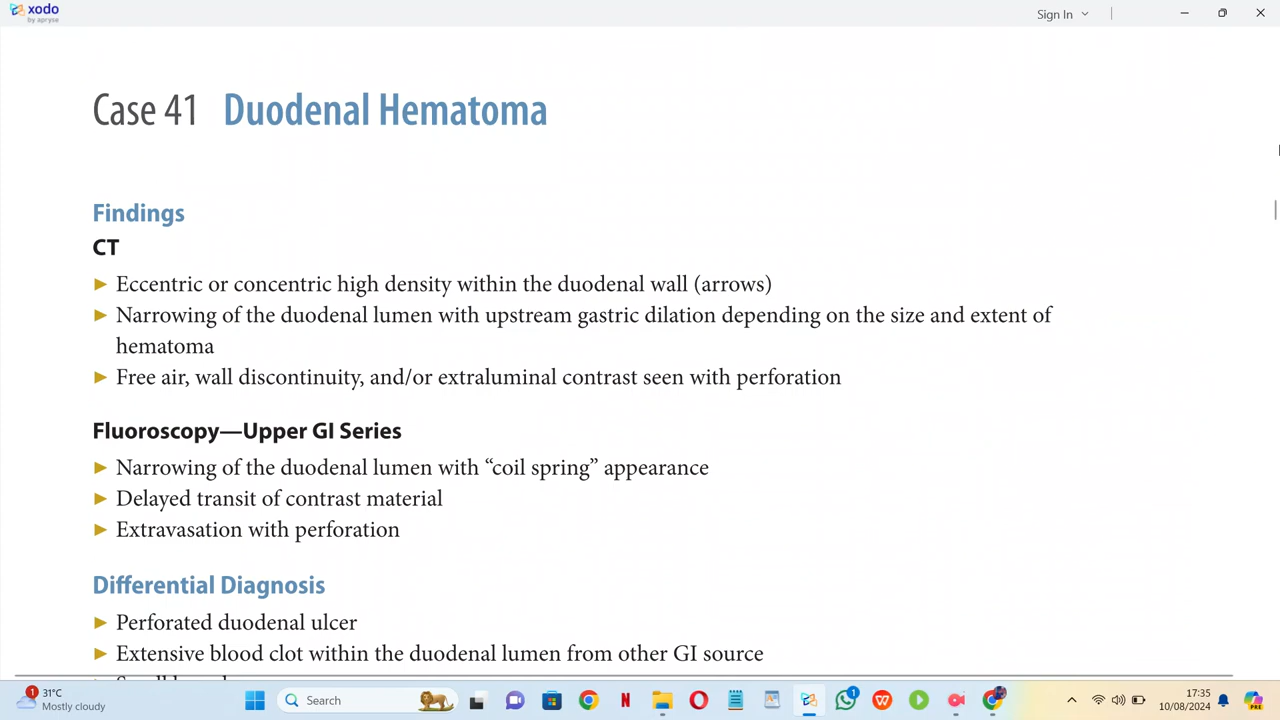 xodo
by apryse
Sign In
Case 41 Duodenal Hematoma
Findings
CT
► Eccentric or concentric high density within the duodenal wall (arrows)
► Narrowing of the duodenal lumen with upstream gastric dilation depending on the size and extent of
hematoma
► Free air, wall discontinuity, and/or extraluminal contrast seen with perforation
Fluoroscopy—Upper GI Series
► Narrowing of the duodenal lumen with “coil spring” appearance
► Delayed transit of contrast material
► Extravasation with perforation
Differential Diagnosis
► Perforated duodenal ulcer
► Extensive blood clot within the duodenal lumen from other GI source
1
31°C
Mostly cloudy
Search
1
17:35
10/08/2024
PRE